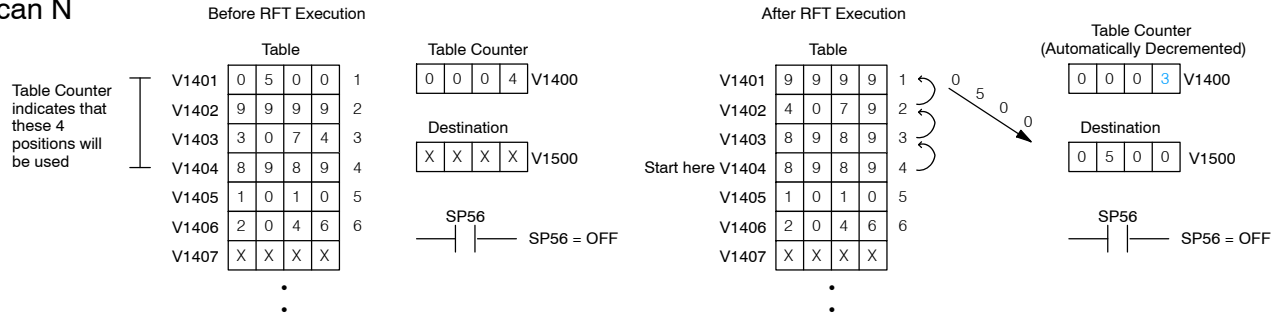 can N
Before RFT Execution
Table
Table Counter indicates that these 4 positions will be used
V1401 0 5 0 0 1
V1402 9 9 9 9 2
V1403 3 0 7 4 3
V1404 8 9 8 9 4
V1405 1 0 1 0 5
V1406 2 0 4 6 6
V1407 X X X X
Table Counter
0 0 0 4 V1400
Destination
X X X X V1500
SP56
SP56 = OFF
After RFT Execution
Table
V1401 9 9 9 9 1
V1402 4 0 7 9 2
V1403 8 9 8 9 3
Start here V1404 8 9 8 9 4
V1405 1 0 1 0 5
V1406 2 0 4 6 6
V1407 X X X X
0 5 0 0
Table Counter
(Automatically Decremented)
0 0 0 3 V1400
Destination
0 5 0 0 V1500
SP56
SP56 = OFF